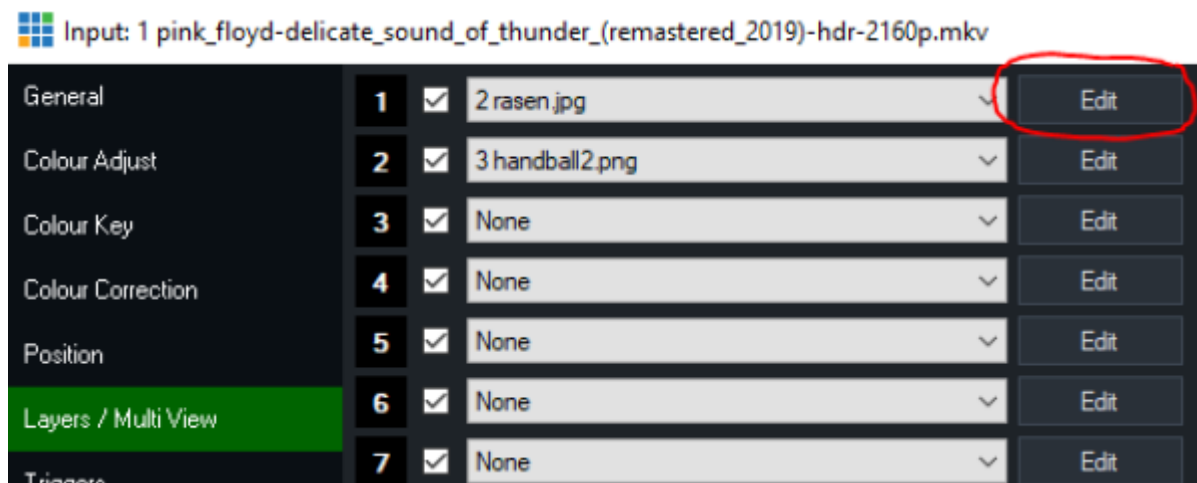 Input: 1 pink_floyd-delicate_sound_of_thunder_(remastered_2019)-hdr-2160p.mkv
General
1 2 rasen.jpg Edit
Colour Adjust
2 3 handball2.png Edit
Colour Key
3 None Edit
Colour Correction
4 None Edit
Position
5 None Edit
Layers / Multi View
6 None Edit
Triggers
7 None Edit